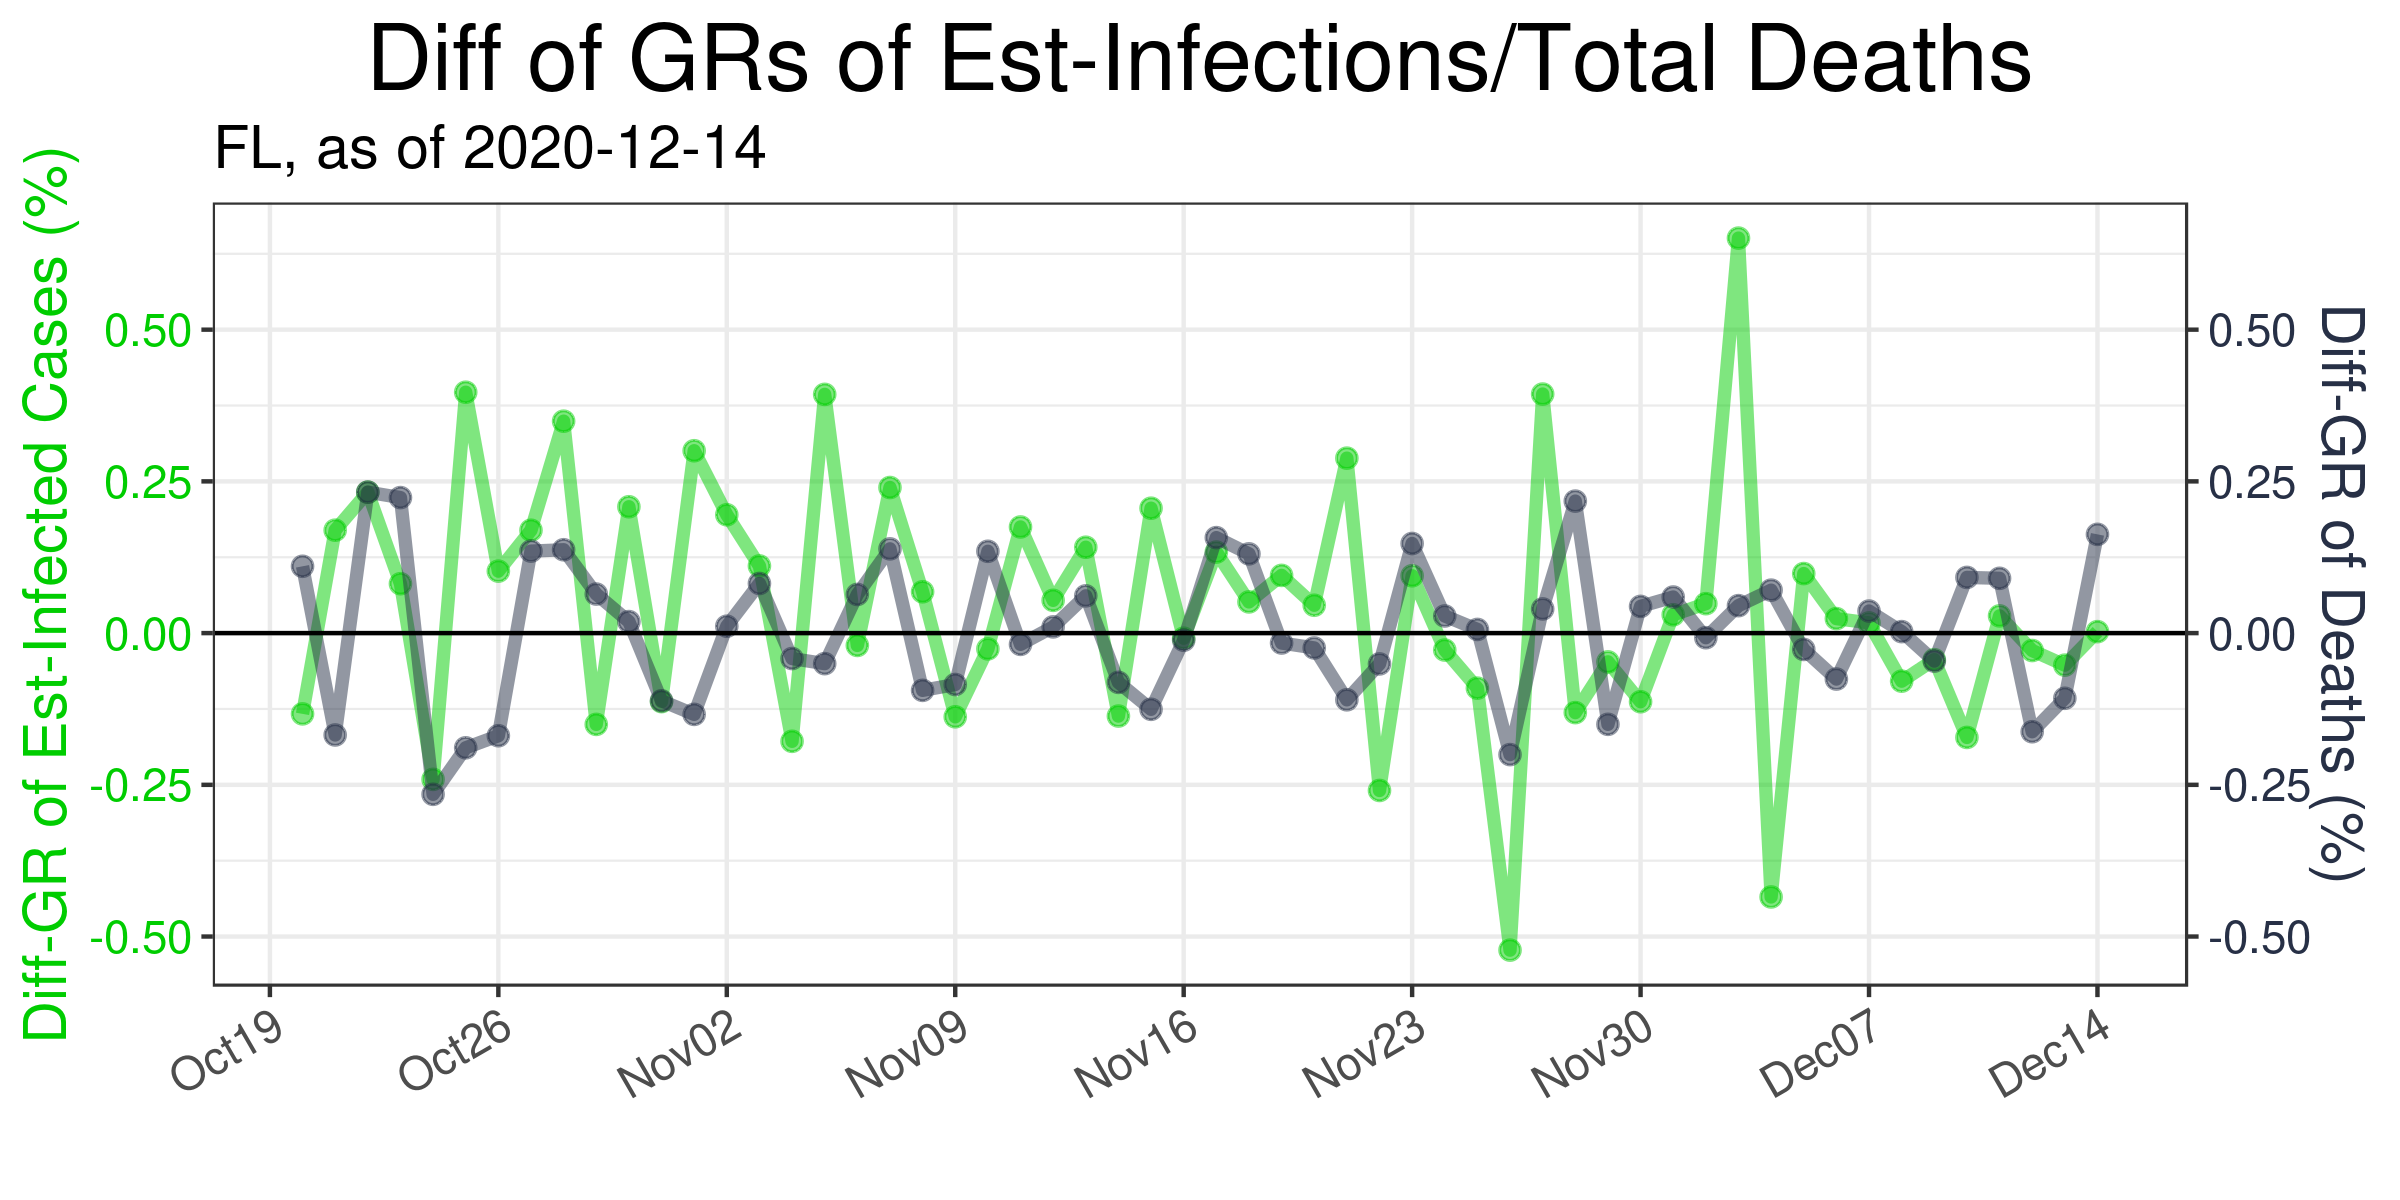 Diff of GRs of Est-Infections/Total Deaths
FL, as of 2020-12-14
Diff-GR of Est-Infected Cases (%)
0.50
0.25
0.00
-0.25
-0.50
0.50
0.25
0.00
-0.25
-0.50
Diff-GR of Deaths (%)
Oct19
Oct26
Nov02
Nov09
Nov16
Nov23
Nov30
Dec07
Dec14